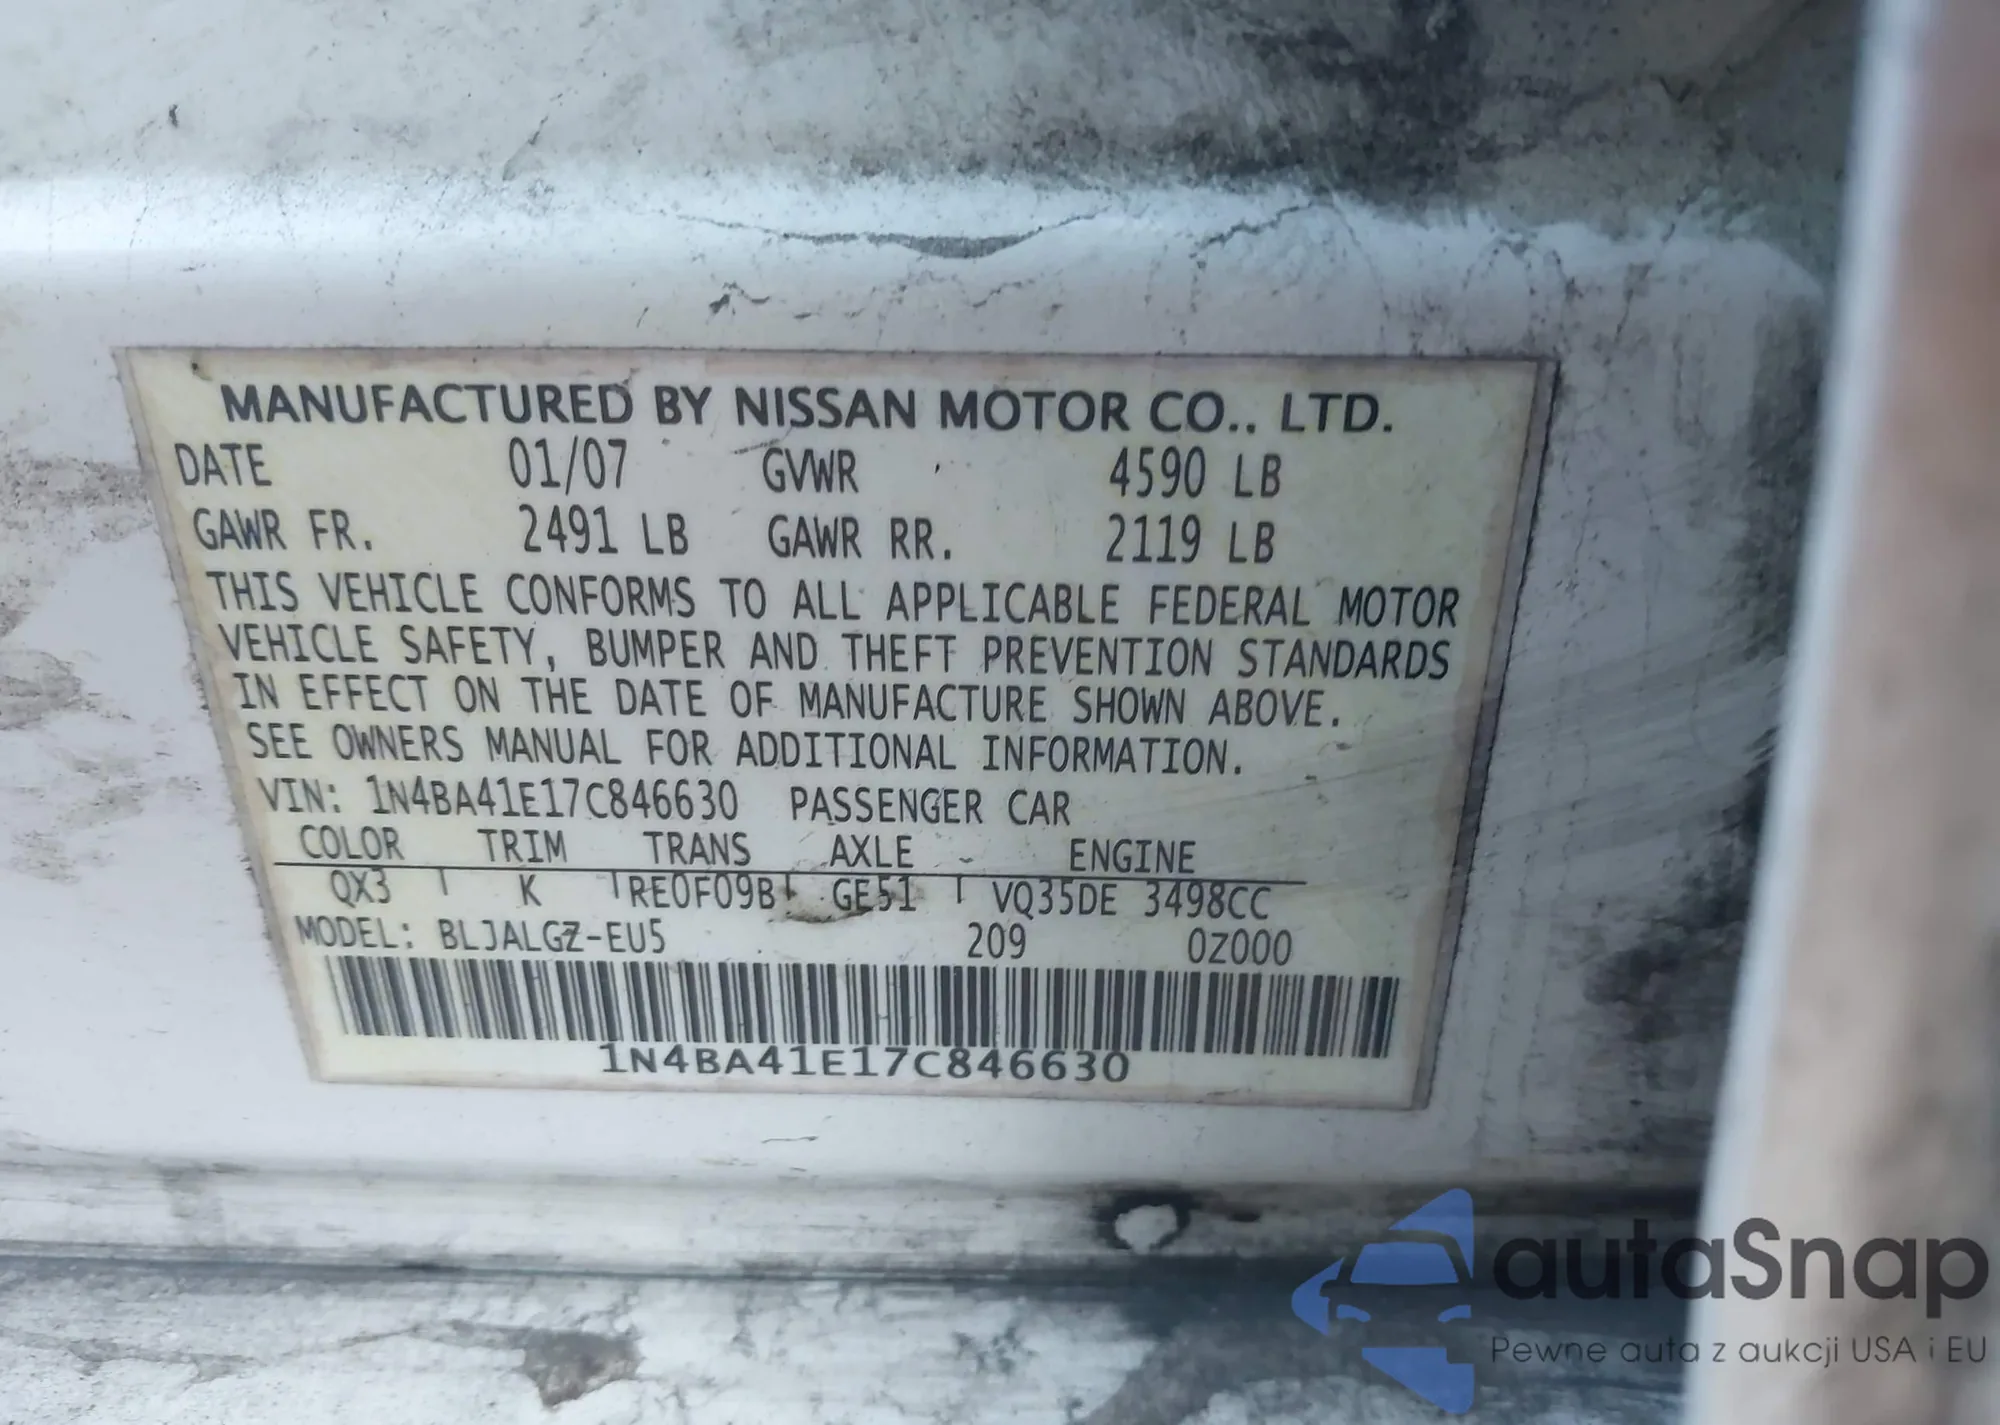 MANUFACTURED BY NISSAN MOTOR CO., LTD.
DATE 01/07 GVWR 4590 LB
GAWR FR. 2491 LB GAWR RR. 2119 LB
THIS VEHICLE CONFORMS TO ALL APPLICABLE FEDERAL MOTOR
VEHICLE SAFETY, BUMPER AND THEFT PREVENTION STANDARDS
IN EFFECT ON THE DATE OF MANUFACTURE SHOWN ABOVE.
SEE OWNERS MANUAL FOR ADDITIONAL INFORMATION.
VIN: 1N4BA41E17C846630 PASSENGER CAR
COLOR TRIM TRANS AXLE ENGINE
QX3 K RE0F09B GE51 VQ35DE 3498CC
MODEL: BLJALGZ-EU5 209 0Z000
1N4BA41E17C846630
autaSnap
Pewne auta z aukcji USA i EU